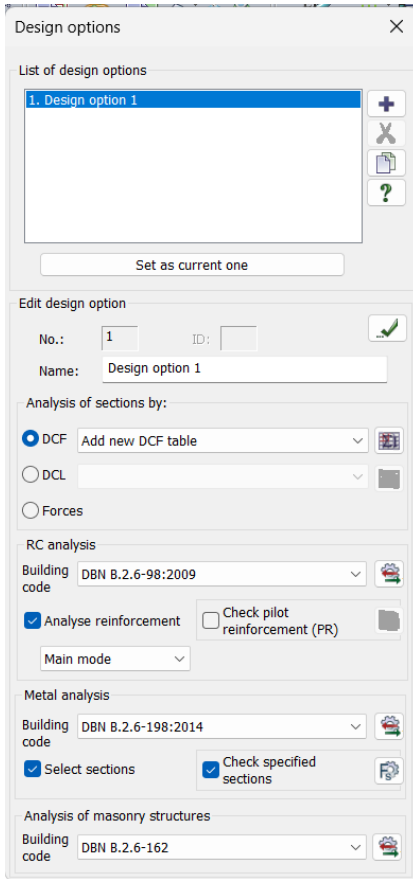 Design options
List of design options
1. Design option 1
Set as current one
Edit design option
No.: 1 ID:
Name: Design option 1
Analysis of sections by:
DCF Add new DCF table
DCL
Forces
RC analysis
Building code DBN B.2.6-98:2009
Analyse reinforcement
Check pilot
reinforcement (PR)
Main mode
Metal analysis
Building code DBN B.2.6-198:2014
Select sections
Check specified
sections
Analysis of masonry structures
Building code DBN B.2.6-162